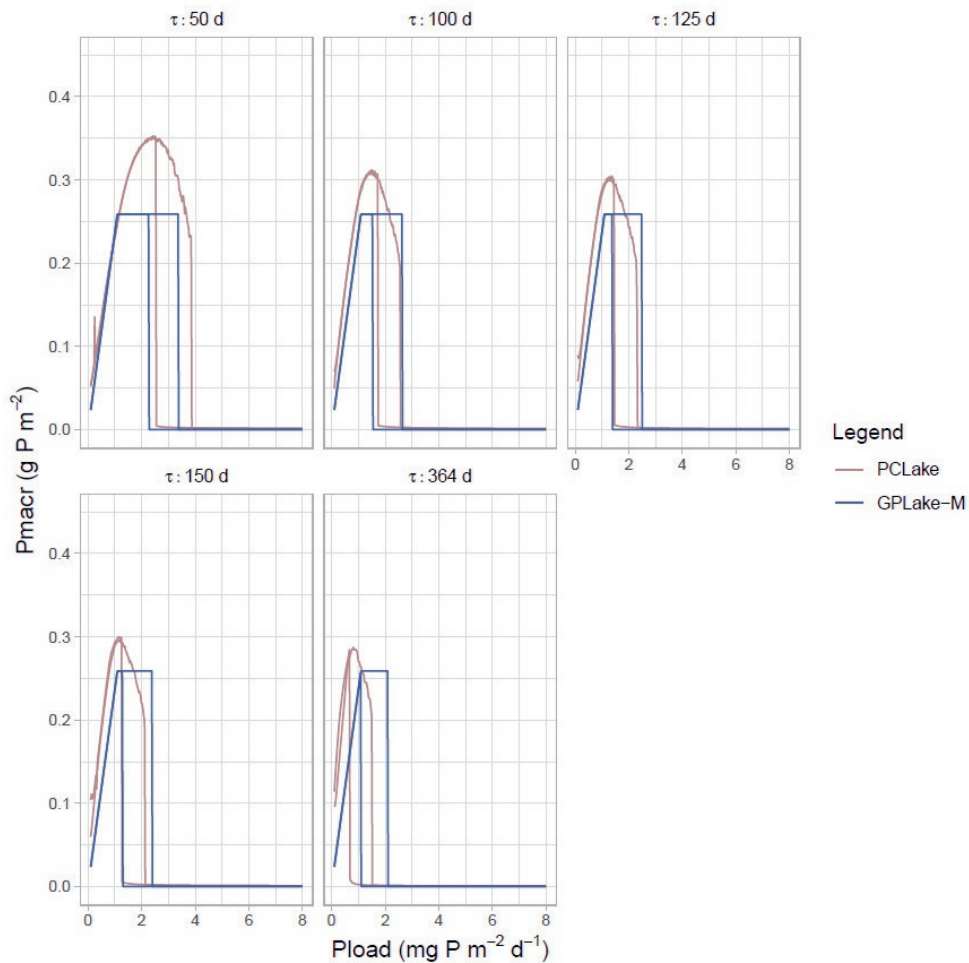 τ: 50 d
τ: 100 d
τ: 125 d
0.4
0.3
0.2
0.1
0.0
0 2 4 6 8
τ: 150 d
τ: 364 d
0.4
0.3
0.2
0.1
0.0
0 2 4 6 8
0 2 4 6 8
Pmacr (g P m⁻²)
Pload (mg P m⁻² d⁻¹)
Legend
PCLake
GPLake−M